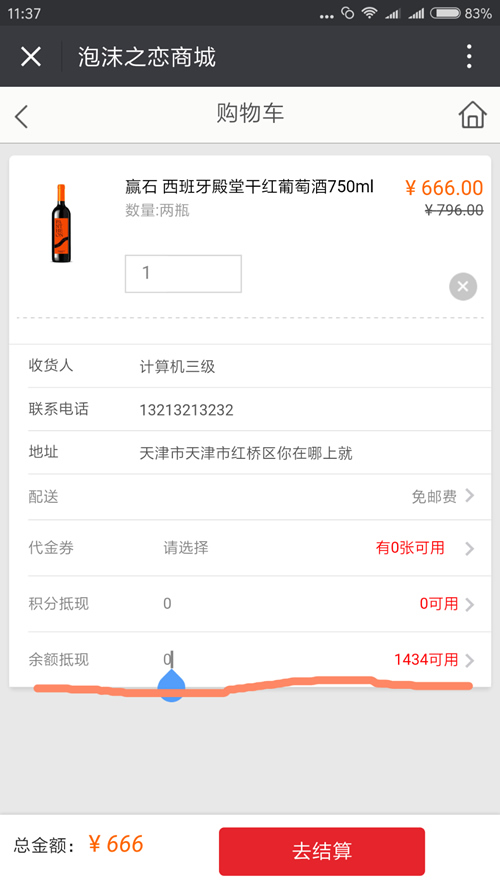 11:37 83%
泡沫之恋商城
购物车
赢石 西班牙殿堂干红葡萄酒750ml ¥ 666.00
数量:两瓶 ¥ 796.00
1
收货人 计算机三级
联系电话 13213213232
地址 天津市天津市红桥区你在哪上就
配送 免邮费
代金券 请选择 有0张可用
积分抵现 0 0可用
余额抵现 0 1434可用
总金额: ¥ 666 去结算